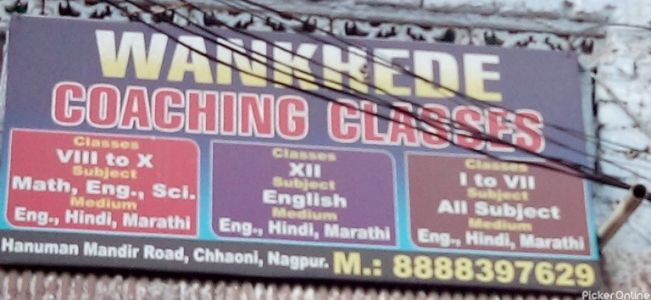 WANKHEDE
COACHING CLASSES
Classes
VIII to X
Subject
Math, Eng., Sci.
Medium
Eng., Hindi, Marathi
Classes
XII
Subject
English
Medium
Eng., Hindi, Marathi
Classes
I to VII
Subject
All Subject
Medium
Eng., Hindi, Marathi
Hanuman Mandir Road, Chhaoni, Nagpur. M.: 8888397629
PickerOnline